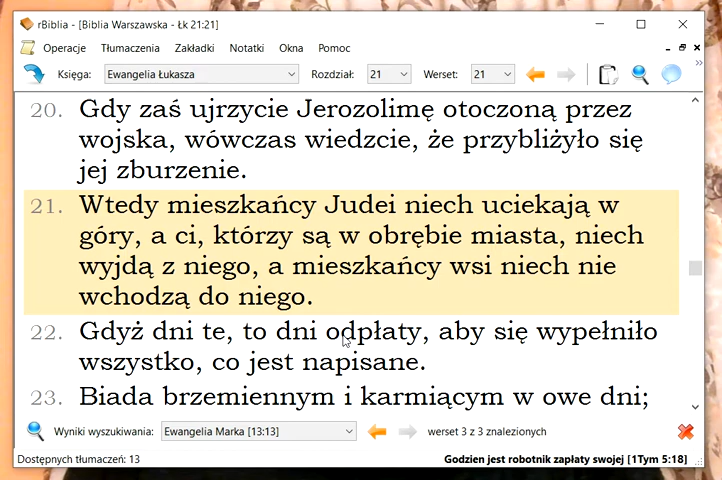 rBiblia - [Biblia Warszawska - Łk 21:21]
Operacje Tłumaczenia Zakładki Notatki Okna Pomoc
Księga: Ewangelia Łukasza Rozdział: 21 Werset: 21
20. Gdy zaś ujrzycie Jerozolimę otoczoną przez
wojska, wówczas wiedzcie, że przybliżyło się
jej zburzenie.
21. Wtedy mieszkańcy Judei niech uciekają w
góry, a ci, którzy są w obrębie miasta, niech
wyjdą z niego, a mieszkańcy wsi niech nie
wchodzą do niego.
22. Gdyż dni te, to dni odpłaty, aby się wypełniło
wszystko, co jest napisane.
23. Biada brzemiennym i karmiącym w owe dni;
Wyniki wyszukiwania: Ewangelia Marka [13:13] werset 3 z 3 znalezionych
Dostępnych tłumaczeń: 13 Godzien jest robotnik zapłaty swojej [1Tym 5:18]